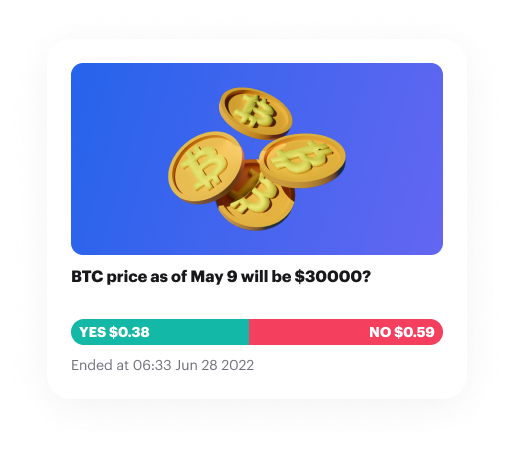 BTC price as of May 9 will be $30000?
YES $0.38 NO $0.59
Ended at 06:33 Jun 28 2022